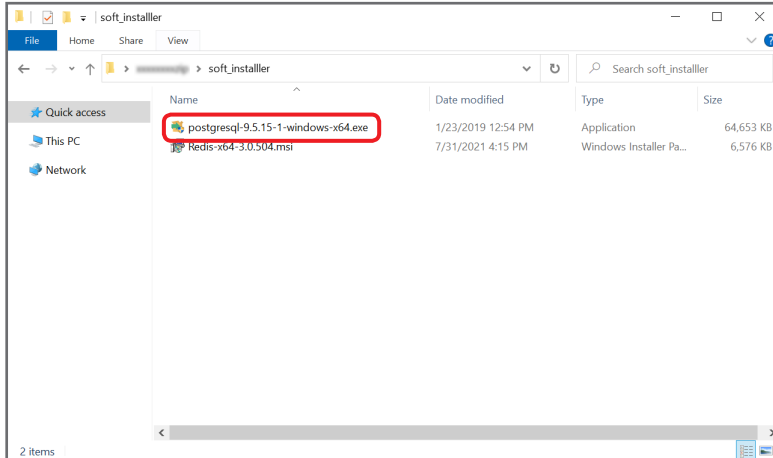 soft_installler
File Home Share View
soft_installler
Search soft_installler
Name Date modified Type Size
Quick access
This PC
Network
postgresql-9.5.15-1-windows-x64.exe 1/23/2019 12:54 PM Application 64,653 KB
Redis-x64-3.0.504.msi 7/31/2021 4:15 PM Windows Installer Pa... 6,576 KB
2 items